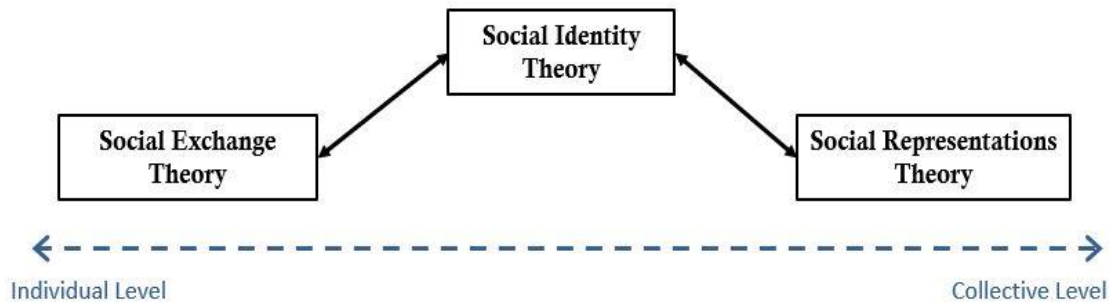 Social Identity
Theory
Social Exchange
Theory
Social Representations
Theory
Individual Level
Collective Level